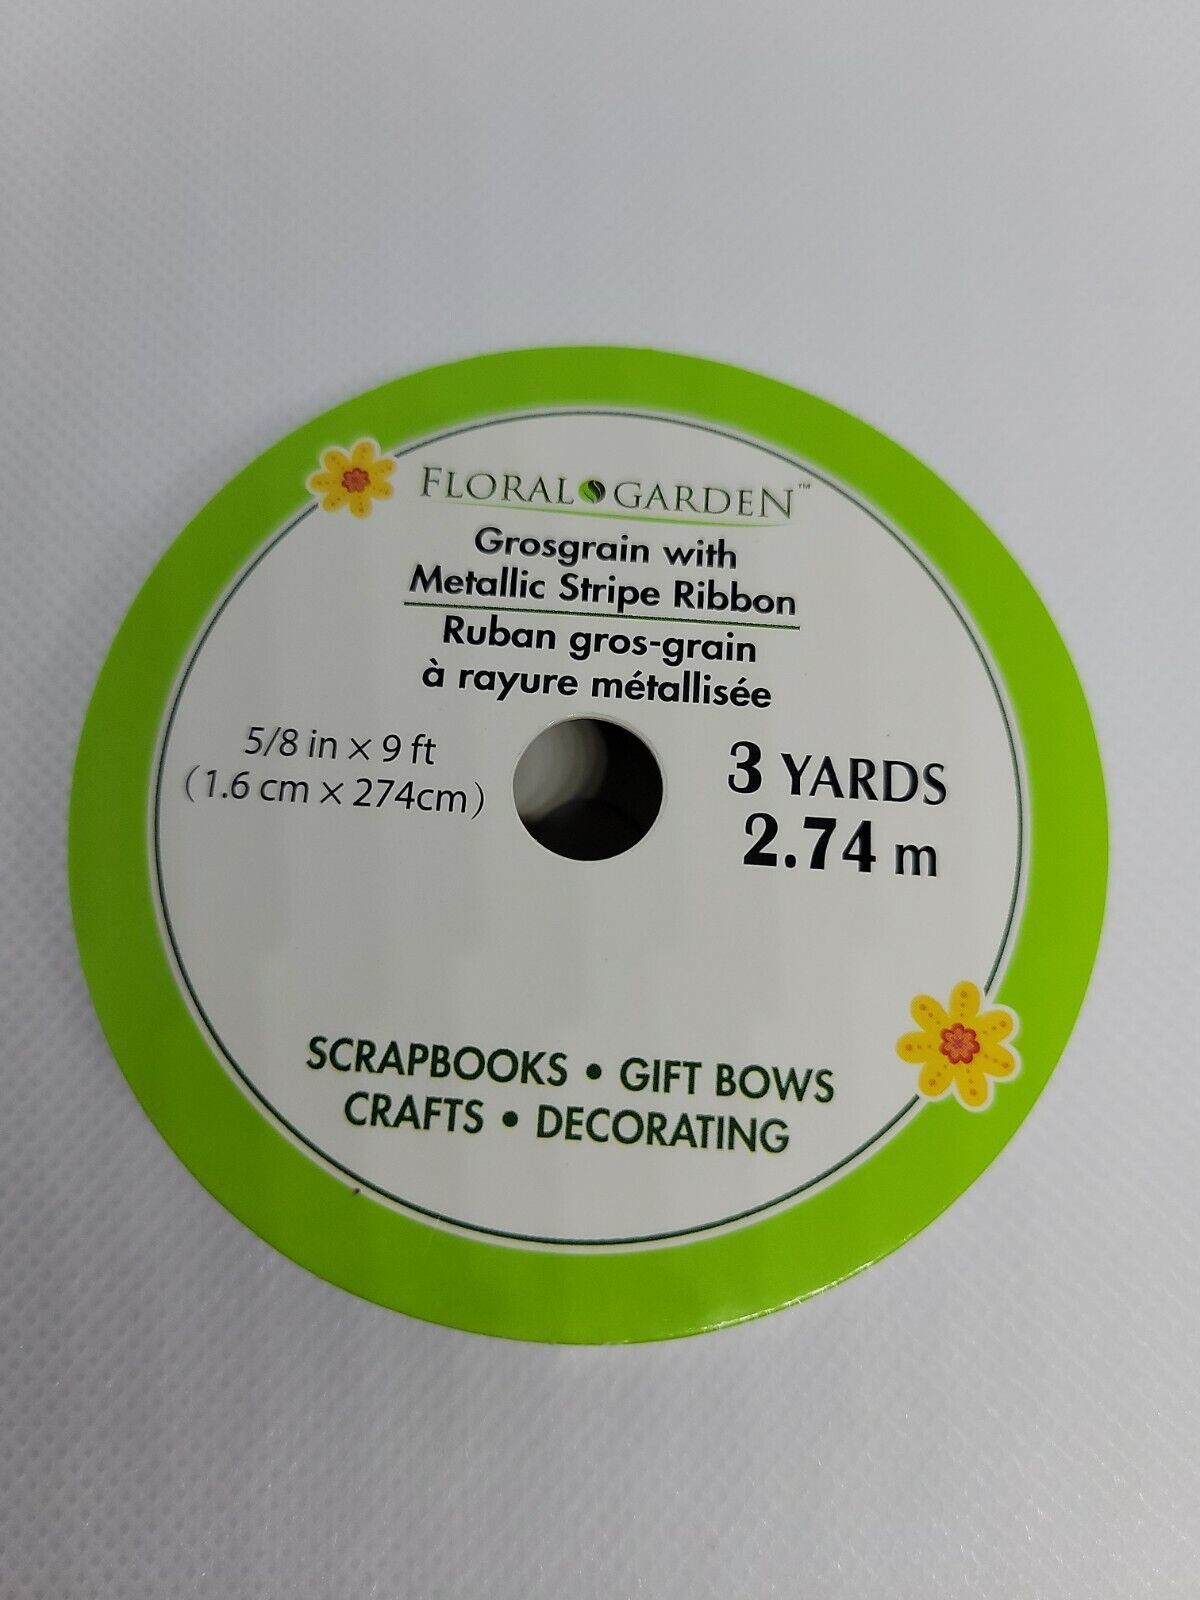 FLORAL GARDEN™
Grosgrain with
Metallic Stripe Ribbon
Ruban gros-grain
à rayure métallisée
5/8 in × 9 ft
(1.6 cm × 274cm)
3 YARDS
2.74 m
SCRAPBOOKS • GIFT BOWS
CRAFTS • DECORATING